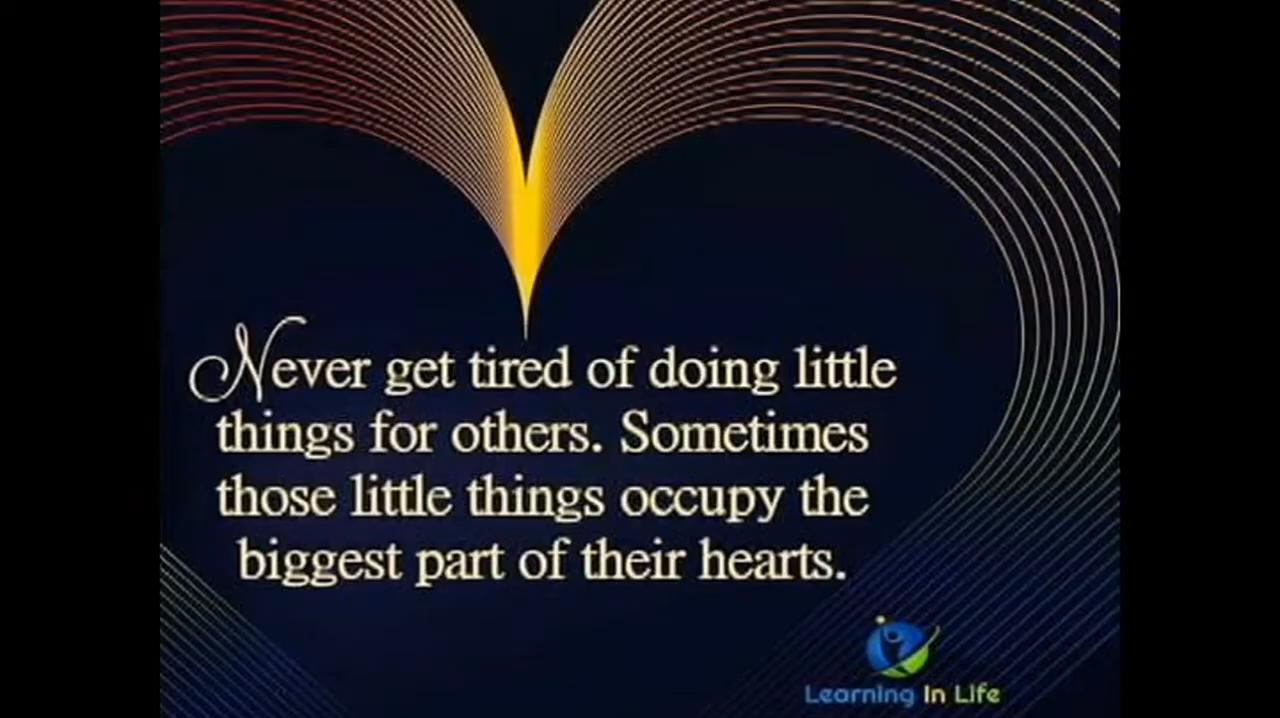 Never get tired of doing little
things for others. Sometimes
those little things occupy the
biggest part of their hearts.
Learning In Life